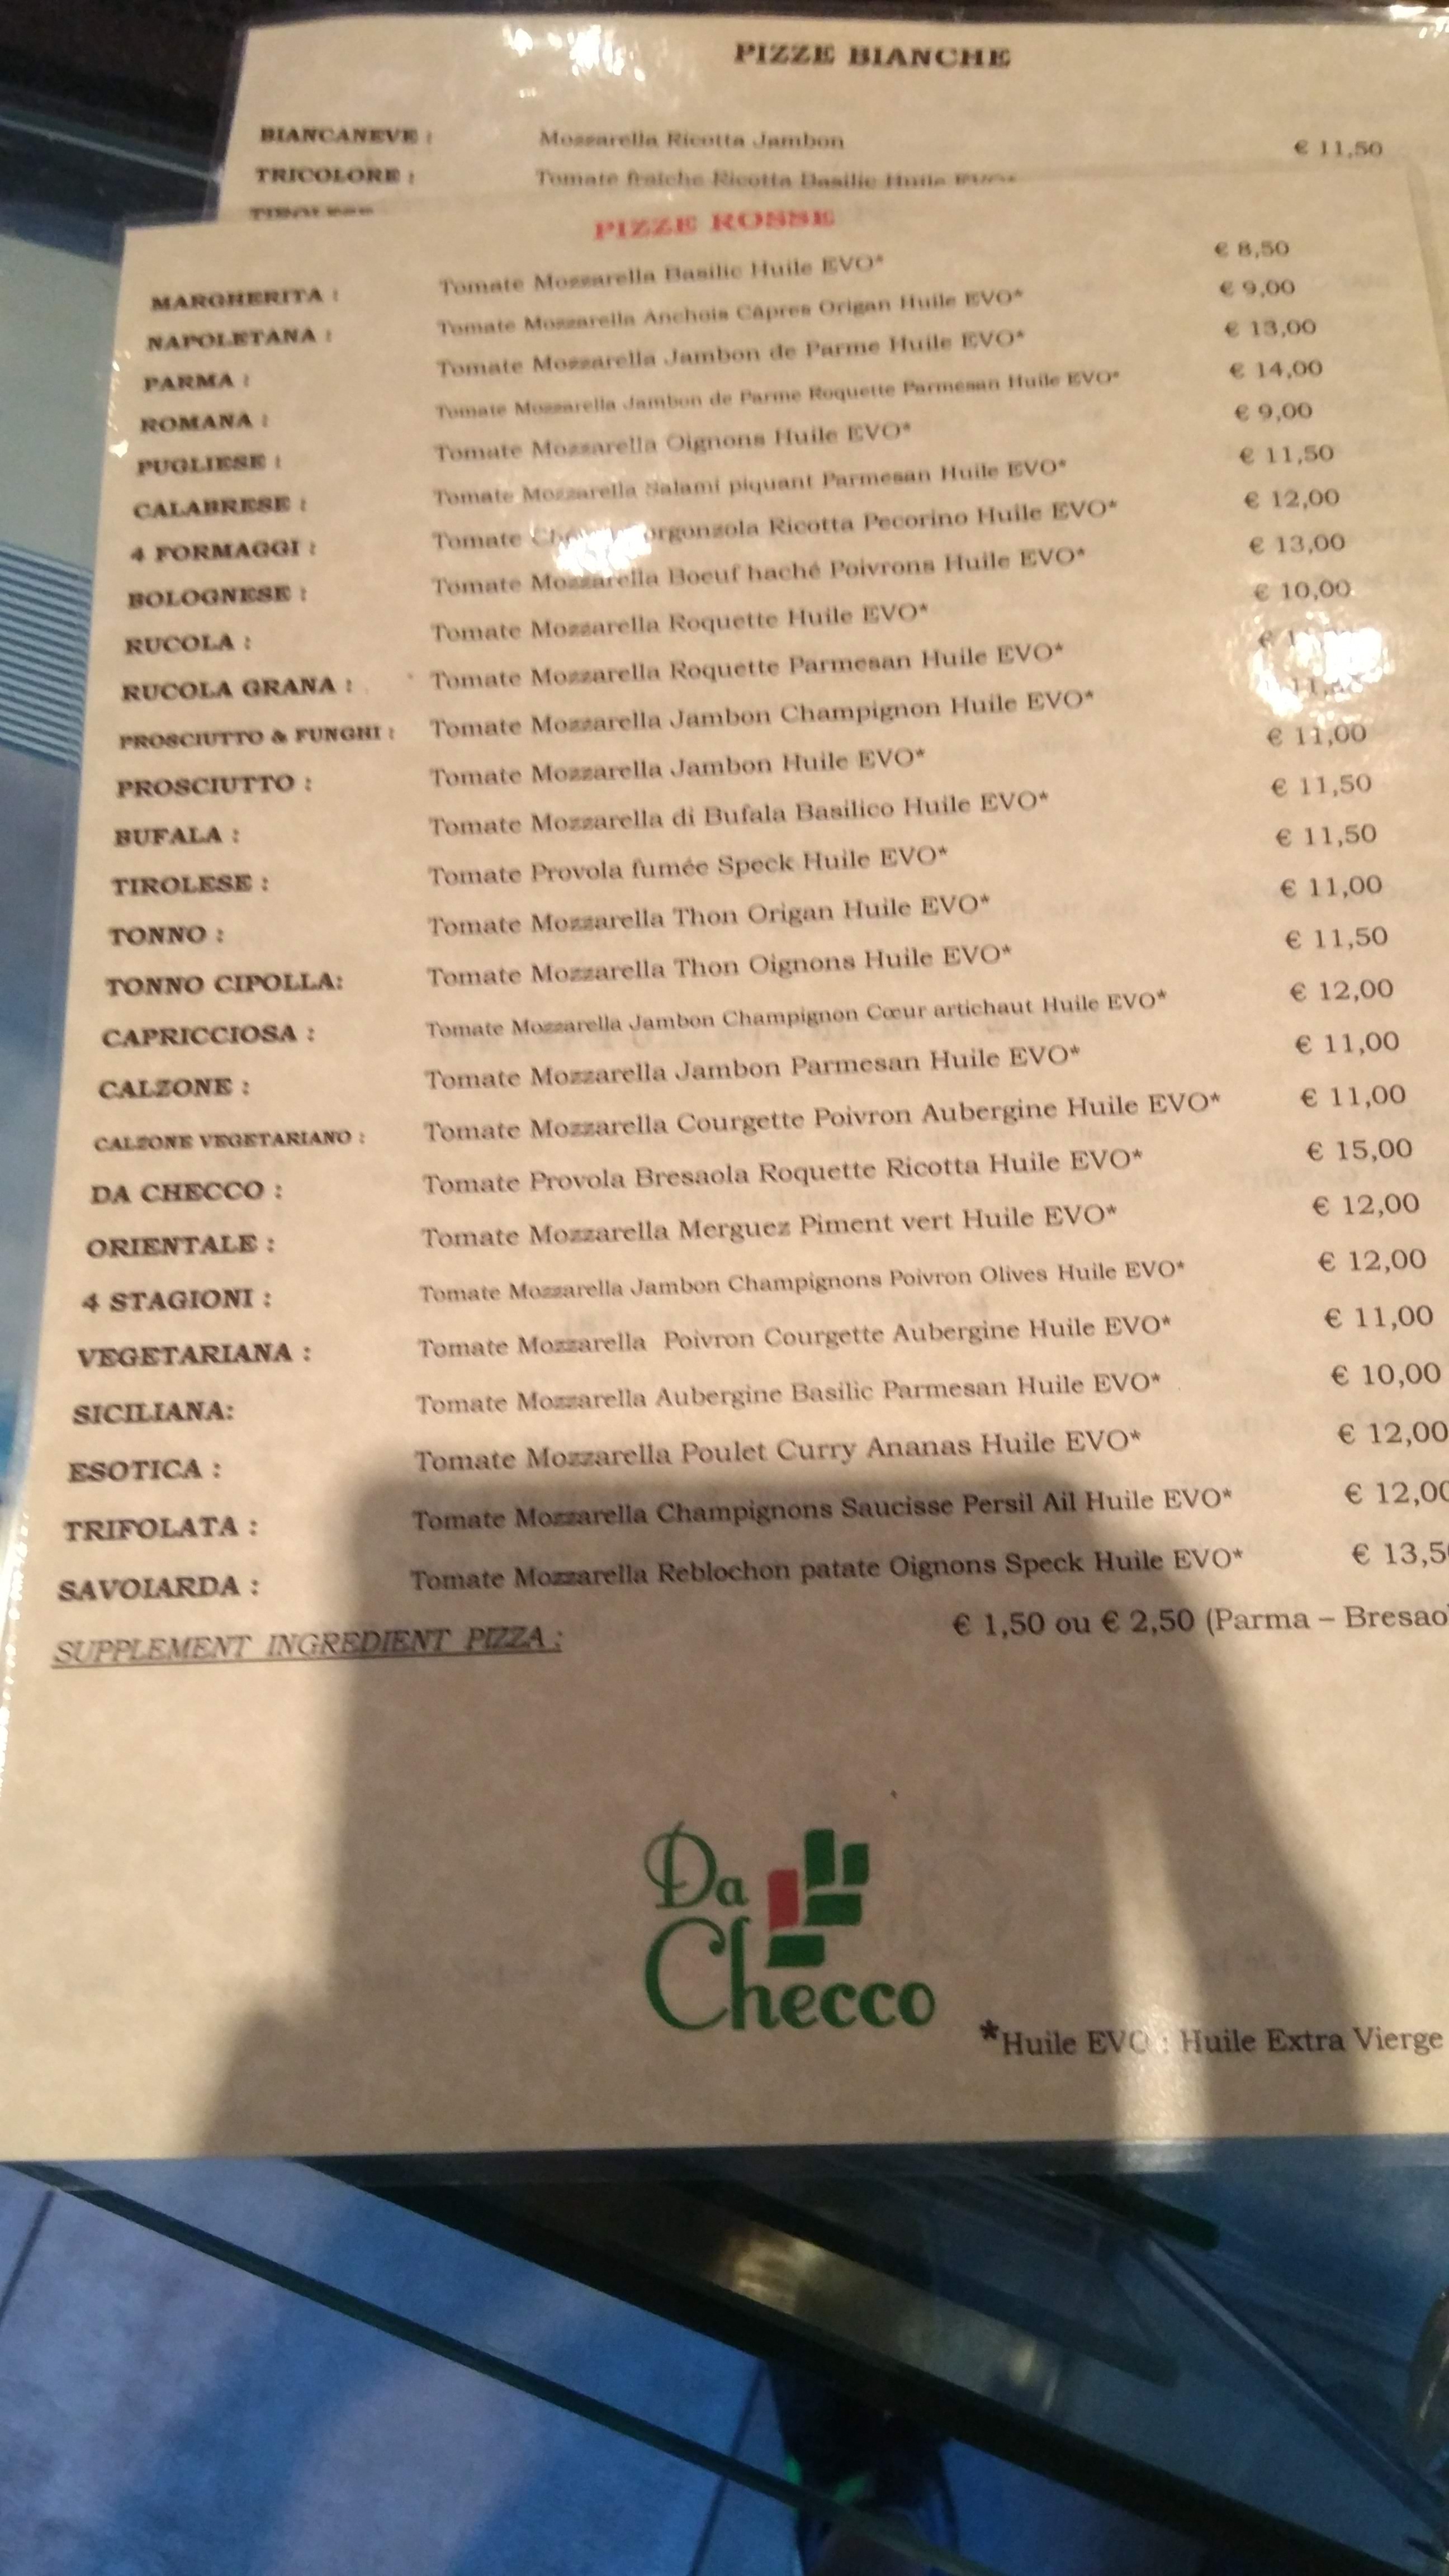 PIZZE BIANCHE
BIANCANEVE : Mozzarella Ricotta Jambon € 11,50
TRICOLORE : Tomate fraîche Ricotta Basilic Huile EVO*
PIZZE ROSSE
MARGHERITA : Tomate Mozzarella Basilic Huile EVO* € 8,50
NAPOLETANA : Tomate Mozzarella Anchois Câpres Origan Huile EVO* € 9,00
PARMA : Tomate Mozzarella Jambon de Parme Huile EVO* € 13,00
ROMANA : Tomate Mozzarella Jambon de Parme Roquette Parmesan Huile EVO* € 14,00
PUGLIESE : Tomate Mozzarella Oignons Huile EVO* € 9,00
CALABRESE : Tomate Mozzarella Salami piquant Parmesan Huile EVO* € 11,50
4 FORMAGGI : Tomate Ricotta Pecorino Huile EVO* € 12,00
BOLOGNESE : Tomate Mozzarella Boeuf haché Poivrons Huile EVO* € 13,00
RUCOLA : Tomate Mozzarella Roquette Huile EVO* € 10,00
RUCOLA GRANA : Tomate Mozzarella Roquette Parmesan Huile EVO*
PROSCIUTTO & FUNGHI : Tomate Mozzarella Jambon Champignon Huile EVO*
PROSCIUTTO : Tomate Mozzarella Jambon Huile EVO* € 11,00
BUFALA : Tomate Mozzarella di Bufala Basilico Huile EVO* € 11,50
TIROLESE : Tomate Provola fumée Speck Huile EVO* € 11,50
TONNO : Tomate Mozzarella Thon Origan Huile EVO* € 11,00
TONNO CIPOLLA: Tomate Mozzarella Thon Oignons Huile EVO* € 11,50
CAPRICCIOSA : Tomate Mozzarella Jambon Champignon Cœur artichaut Huile EVO* € 12,00
CALZONE : Tomate Mozzarella Jambon Parmesan Huile EVO* € 11,00
CALZONE VEGETARIANO : Tomate Mozzarella Courgette Poivron Aubergine Huile EVO* € 11,00
DA CHECCO : Tomate Provola Bresaola Roquette Ricotta Huile EVO* € 15,00
ORIENTALE : Tomate Mozzarella Merguez Piment vert Huile EVO* € 12,00
4 STAGIONI : Tomate Mozzarella Jambon Champignons Poivron Olives Huile EVO* € 12,00
VEGETARIANA : Tomate Mozzarella Poivron Courgette Aubergine Huile EVO* € 11,00
SICILIANA: Tomate Mozzarella Aubergine Basilic Parmesan Huile EVO* € 10,00
ESOTICA : Tomate Mozzarella Poulet Curry Ananas Huile EVO* € 12,00
TRIFOLATA : Tomate Mozzarella Champignons Saucisse Persil Ail Huile EVO* € 12,00
SAVOIARDA : Tomate Mozzarella Reblochon patate Oignons Speck Huile EVO* € 13,50
SUPPLEMENT INGREDIENT PIZZA : € 1,50 ou € 2,50 (Parma – Bresao
Da
Checco
*Huile EVO : Huile Extra Vierge